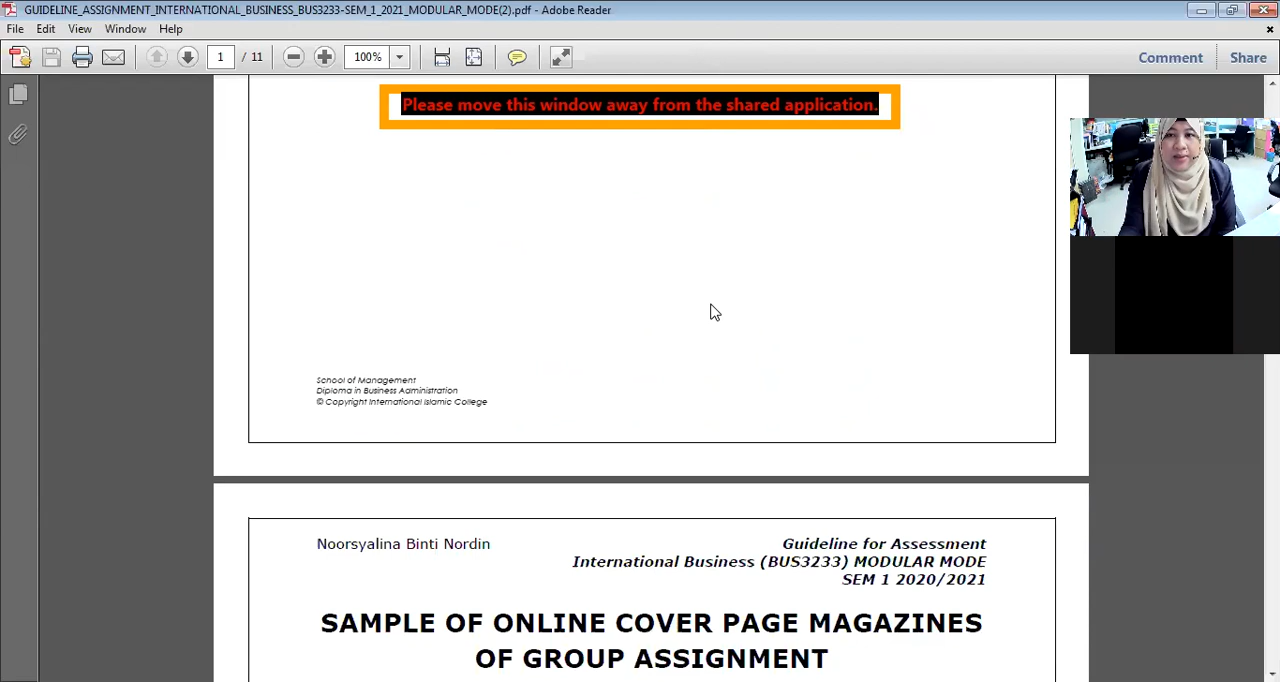 GUIDELINE_ASSIGNMENT_INTERNATIONAL_BUSINESS_BUS3233-SEM_1_2021_MODULAR_MODE(2).pdf - Adobe Reader
File Edit View Window Help
1 / 11 100% Comment Share
Please move this window away from the shared application.
School of Management
Diploma in Business Administration
© Copyright International Islamic College
Noorsyalina Binti Nordin
Guideline for Assessment
International Business (BUS3233) MODULAR MODE
SEM 1 2020/2021
SAMPLE OF ONLINE COVER PAGE MAGAZINES
OF GROUP ASSIGNMENT